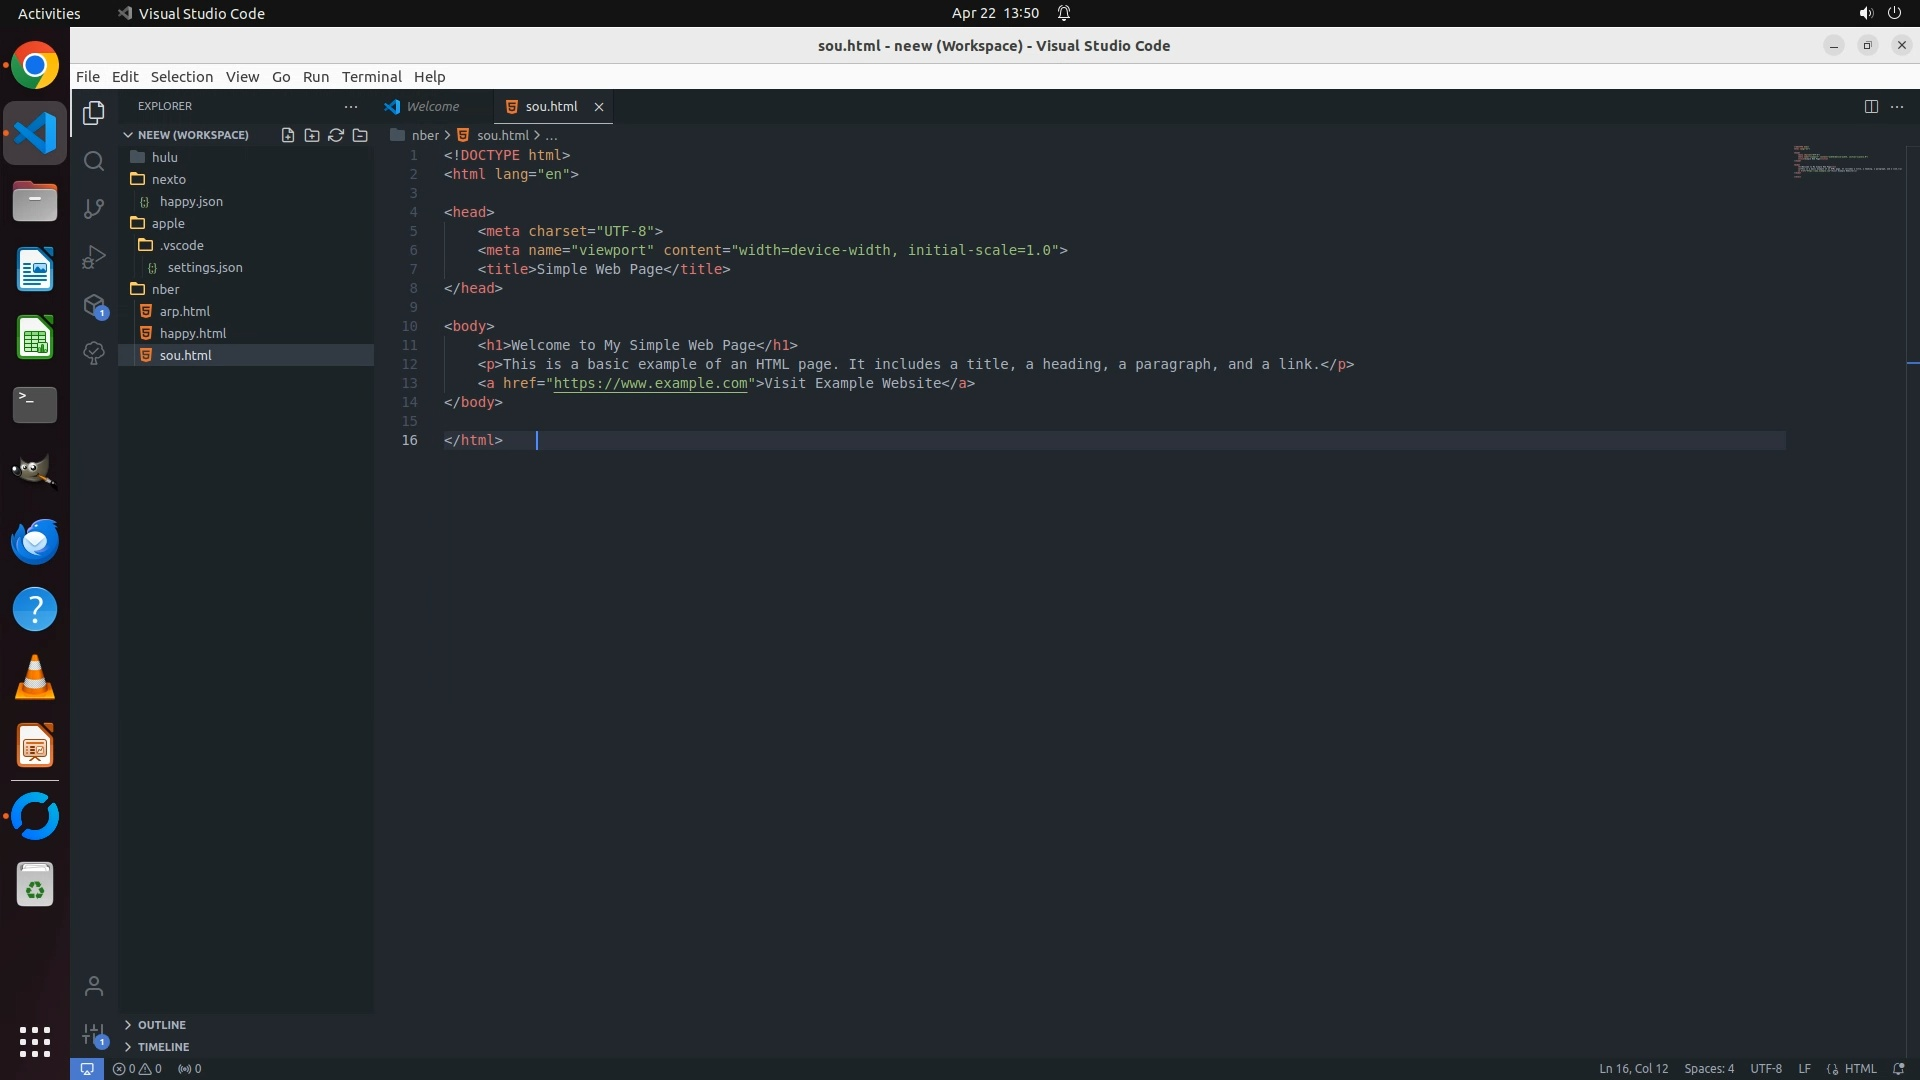 Activities
Visual Studio Code
Apr 22 13:50
sou.html - neew (Workspace) - Visual Studio Code
File Edit Selection View Go Run Terminal Help
EXPLORER
NEEW (WORKSPACE)
hulu
nexto
happy.json
apple
.vscode
settings.json
nber
arp.html
happy.html
sou.html
OUTLINE
TIMELINE
Welcome
sou.html
nber > sou.html > ...
1 <!DOCTYPE html>
2 <html lang="en">
3
4 <head>
5 <meta charset="UTF-8">
6 <meta name="viewport" content="width=device-width, initial-scale=1.0">
7 <title>Simple Web Page</title>
8 </head>
9
10 <body>
11 <h1>Welcome to My Simple Web Page</h1>
12 <p>This is a basic example of an HTML page. It includes a title, a heading, a paragraph, and a link.</p>
13 <a href="https://www.example.com">Visit Example Website</a>
14 </body>
15
16 </html>
1
1
0 0 0
Ln 16, Col 12 Spaces: 4 UTF-8 LF HTML